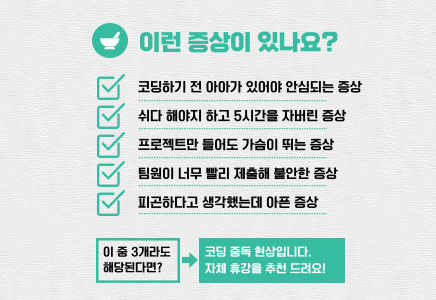 이런 증상이 있나요?
코딩하기 전 아아가 있어야 안심되는 증상
쉬다 해야지 하고 5시간을 자버린 증상
프로젝트만 들어도 가슴이 뛰는 증상
팀원이 너무 빨리 제출해 불안한 증상
피곤하다고 생각했는데 아픈 증상
이 중 3개라도
해당된다면?
코딩 중독 현상입니다.
자체 휴강을 추천 드려요!